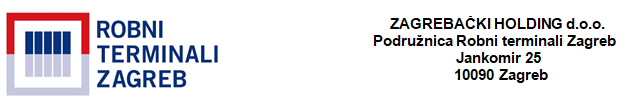 ROBNI
TERMINALI
ZAGREB
ZAGREBAČKI HOLDING d.o.o.
Podružnica Robni terminali Zagreb
Jankomir 25
10090 Zagreb